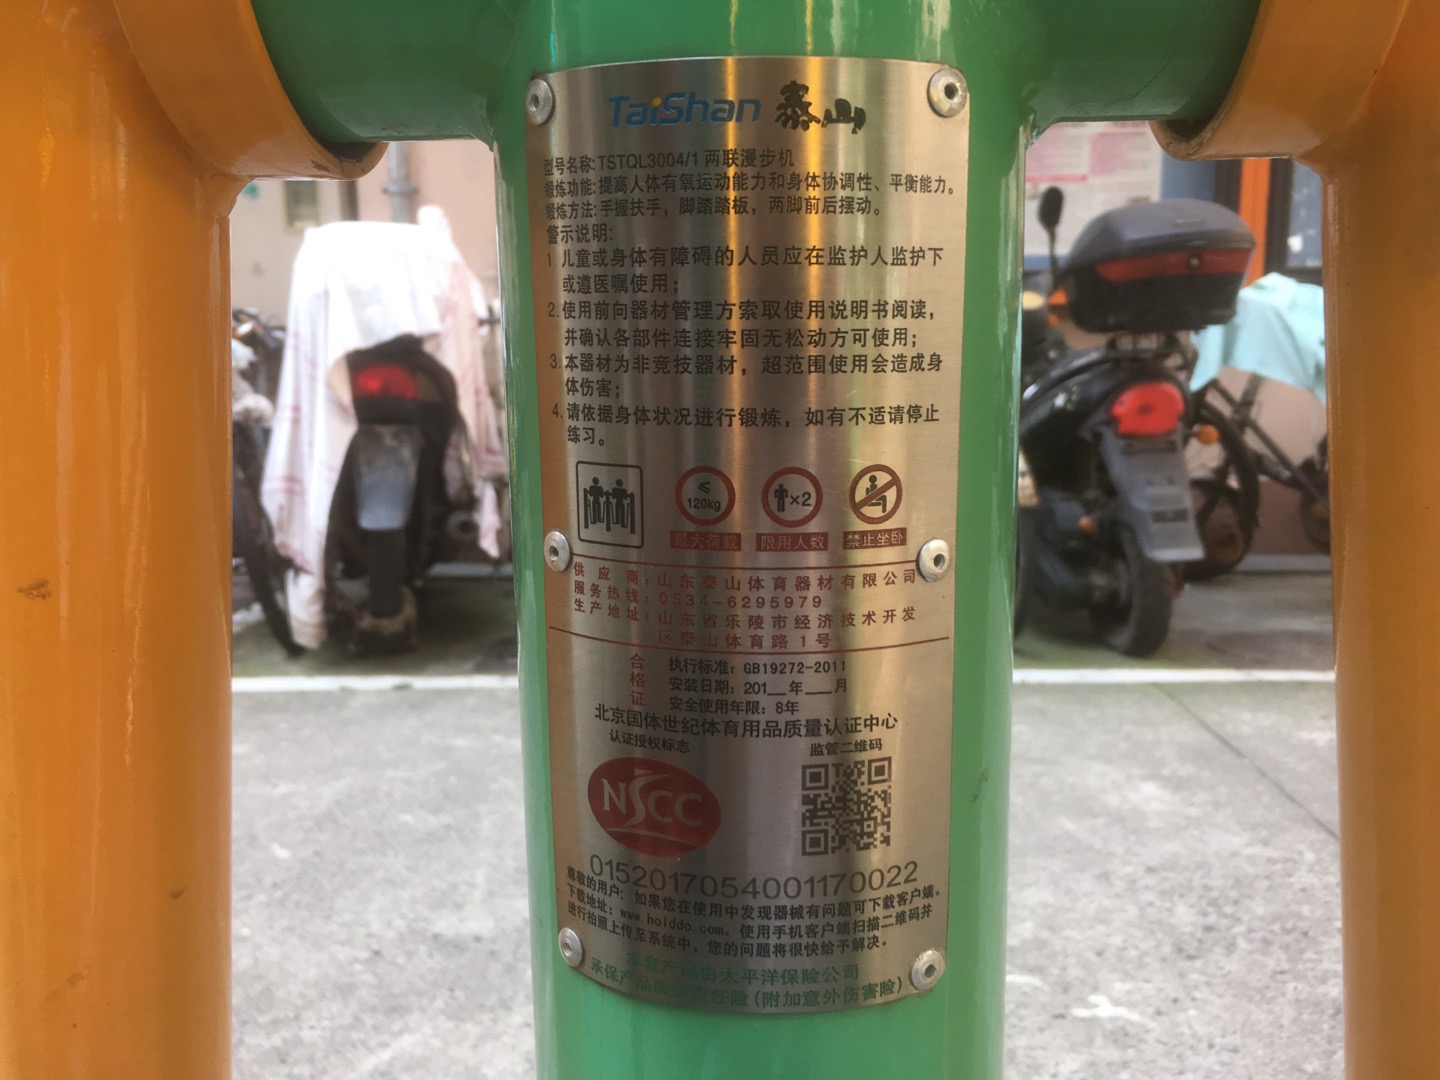 TaiShan 泰山
型号名称:TSTQL3004/1 两联漫步机
锻炼功能:提高人体有氧运动能力和身体协调性、平衡能力。
锻炼方法:手握扶手，脚踏踏板，两脚前后摆动。
警示说明:
1.儿童或身体有障碍的人员应在监护人监护下
或遵医嘱使用；
2.使用前向器材管理方索取使用说明书阅读，
并确认各部件连接牢固无松动方可使用；
3.本器材为非竞技器材，超范围使用会造成身
体伤害；
4.请依据身体状况进行锻炼，如有不适请停止
练习。
≤
120kg
×2
最大荷载 限用人数 禁止坐卧
供应商：山东泰山体育器材有限公司
服务热线：0534-6295979
生产地址：山东省乐陵市经济技术开发
区泰山体育路1号
合格证
执行标准：GB19272-2011
安装日期：201__年___月
安全使用年限：8年
北京国体世纪体育用品质量认证中心
认证授权标志 监管二维码
NSCC
0152017054001170022
尊敬的用户：如果您在使用中发现器械有问题可下载客户端。
下载地址：www.holddo.com。使用手机客户端扫描二维码并
进行拍照上传至系统中，您的问题将很快给予解决。
产品由太平洋保险公司
承保产品质量责任险(附加意外伤害险)